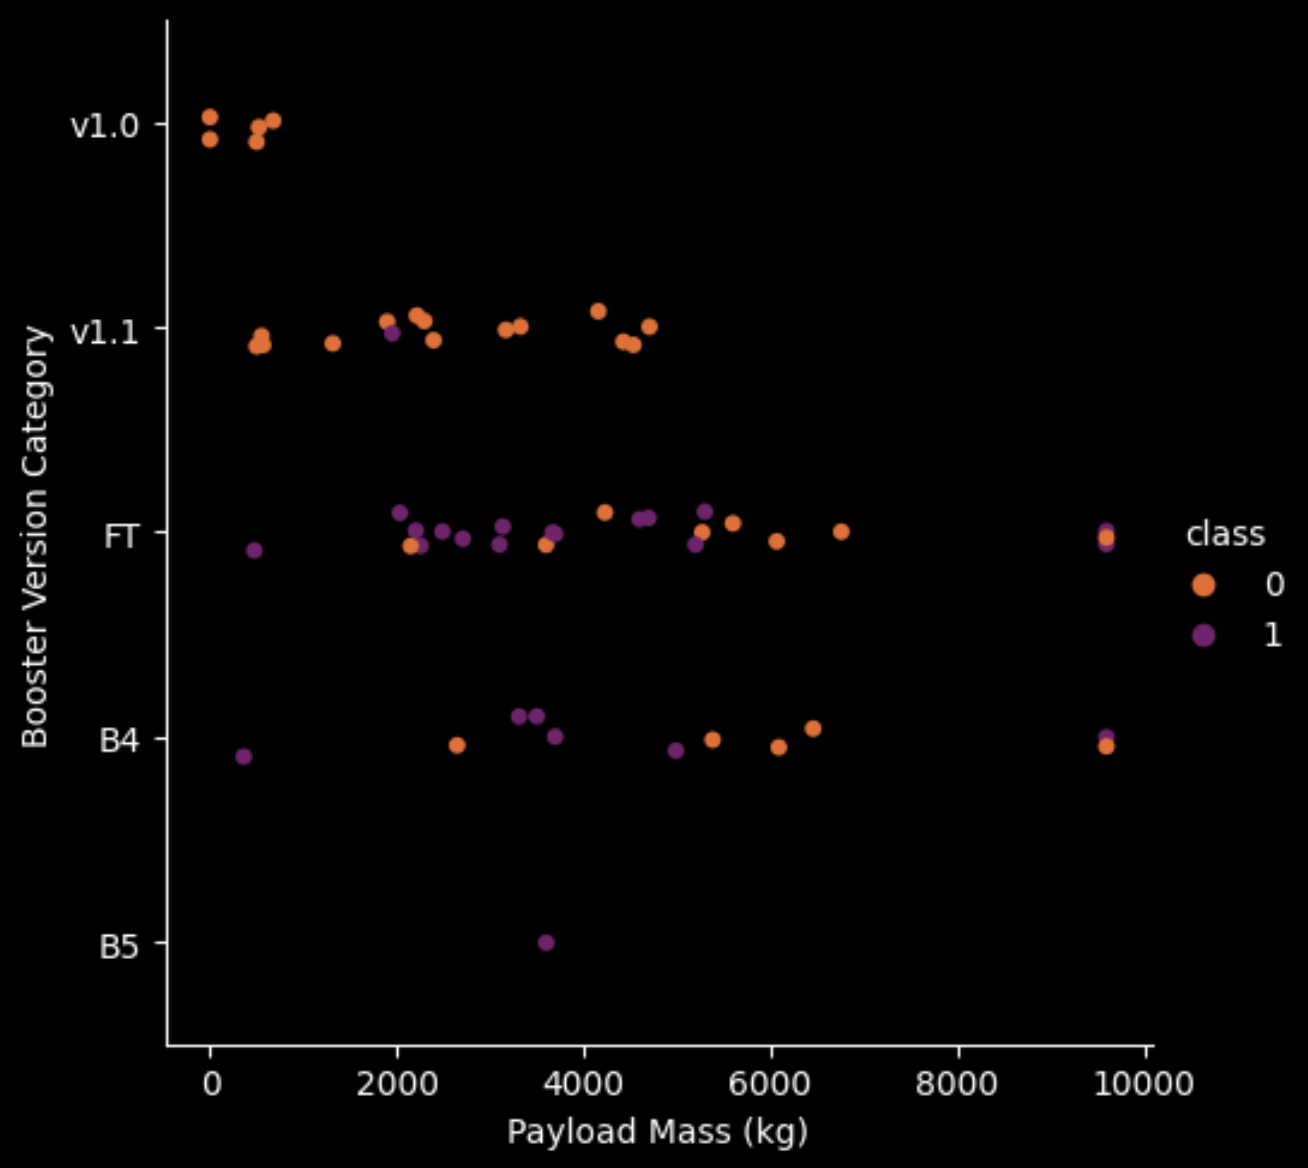 Booster Version Category
v1.0
v1.1
FT
B4
B5
0 2000 4000 6000 8000 10000
Payload Mass (kg)
class
0
1